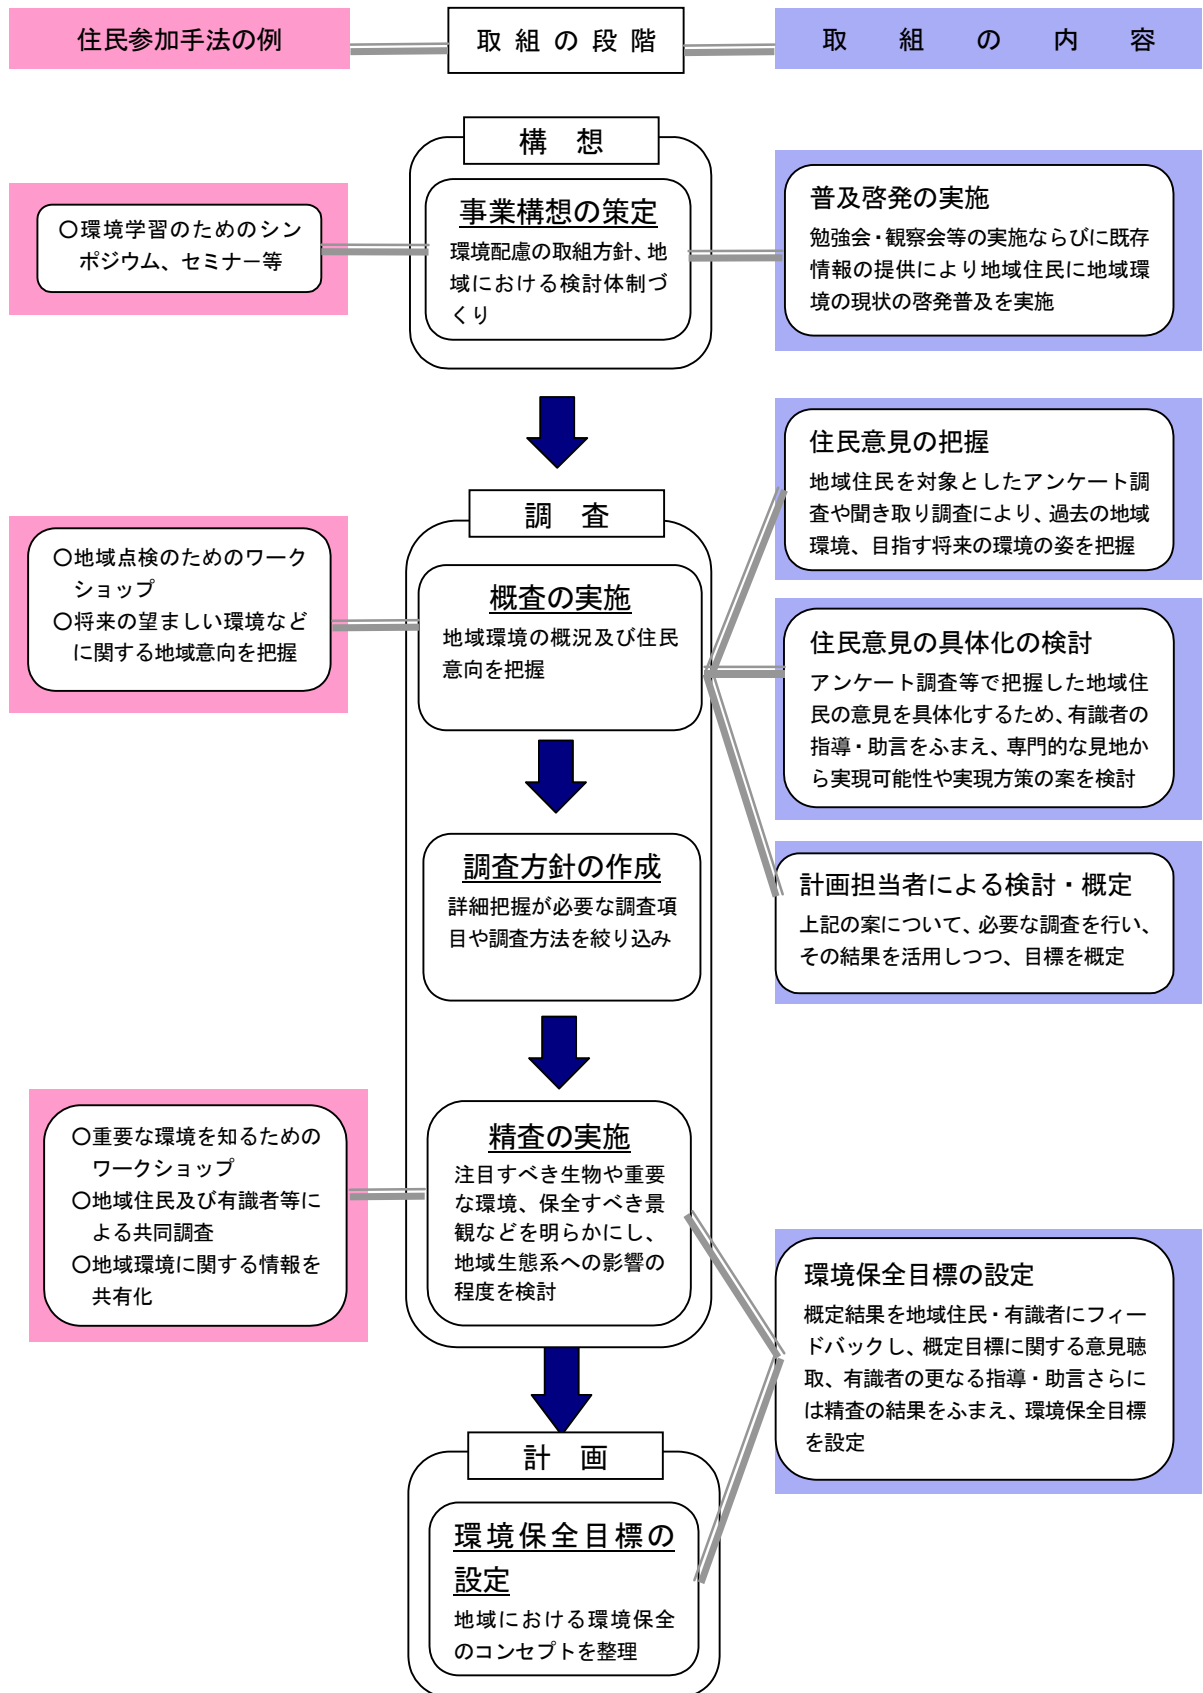 住民参加手法の例
取組の段階
取組の内容
構想
事業構想の策定
環境配慮の取組方針、地
域における検討体制づ
くり
〇環境学習のためのシン
ポジウム、セミナー等
普及啓発の実施
勉強会・観察会等の実施ならびに既存
情報の提供により地域住民に地域環
境の現状の啓発普及を実施
調査
概査の実施
地域環境の概況及び住民
意向を把握
〇地域点検のためのワーク
ショップ
〇将来の望ましい環境など
に関する地域意向を把握
住民意見の把握
地域住民を対象としたアンケート調
査や聞き取り調査により、過去の地域
環境、目指す将来の環境の姿を把握
住民意見の具体化の検討
アンケート調査等で把握した地域住
民の意見を具体化するため、有識者の
指導・助言をふまえ、専門的な見地か
ら実現可能性や実現方策の案を検討
計画担当者による検討・概定
上記の案について、必要な調査を行い、
その結果を活用しつつ、目標を概定
調査方針の作成
詳細把握が必要な調査項
目や調査方法を絞り込み
精査の実施
注目すべき生物や重要
な環境、保全すべき景
観などを明らかにし、
地域生態系への影響の
程度を検討
〇重要な環境を知るための
ワークショップ
〇地域住民及び有識者等に
よる共同調査
〇地域環境に関する情報を
共有化
環境保全目標の設定
概定結果を地域住民・有識者にフィー
ドバックし、概定目標に関する意見聴
取、有識者の更なる指導・助言さらに
は精査の結果をふまえ、環境保全目標
を設定
計画
環境保全目標の
設定
地域における環境保全
のコンセプトを整理